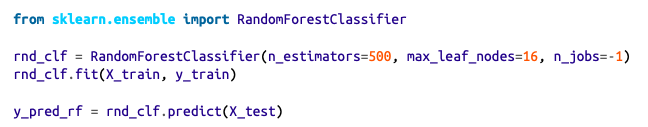 from sklearn.ensemble import RandomForestClassifier
rnd_clf = RandomForestClassifier(n_estimators=500, max_leaf_nodes=16, n_jobs=-1)
rnd_clf.fit(X_train, y_train)
y_pred_rf = rnd_clf.predict(X_test)